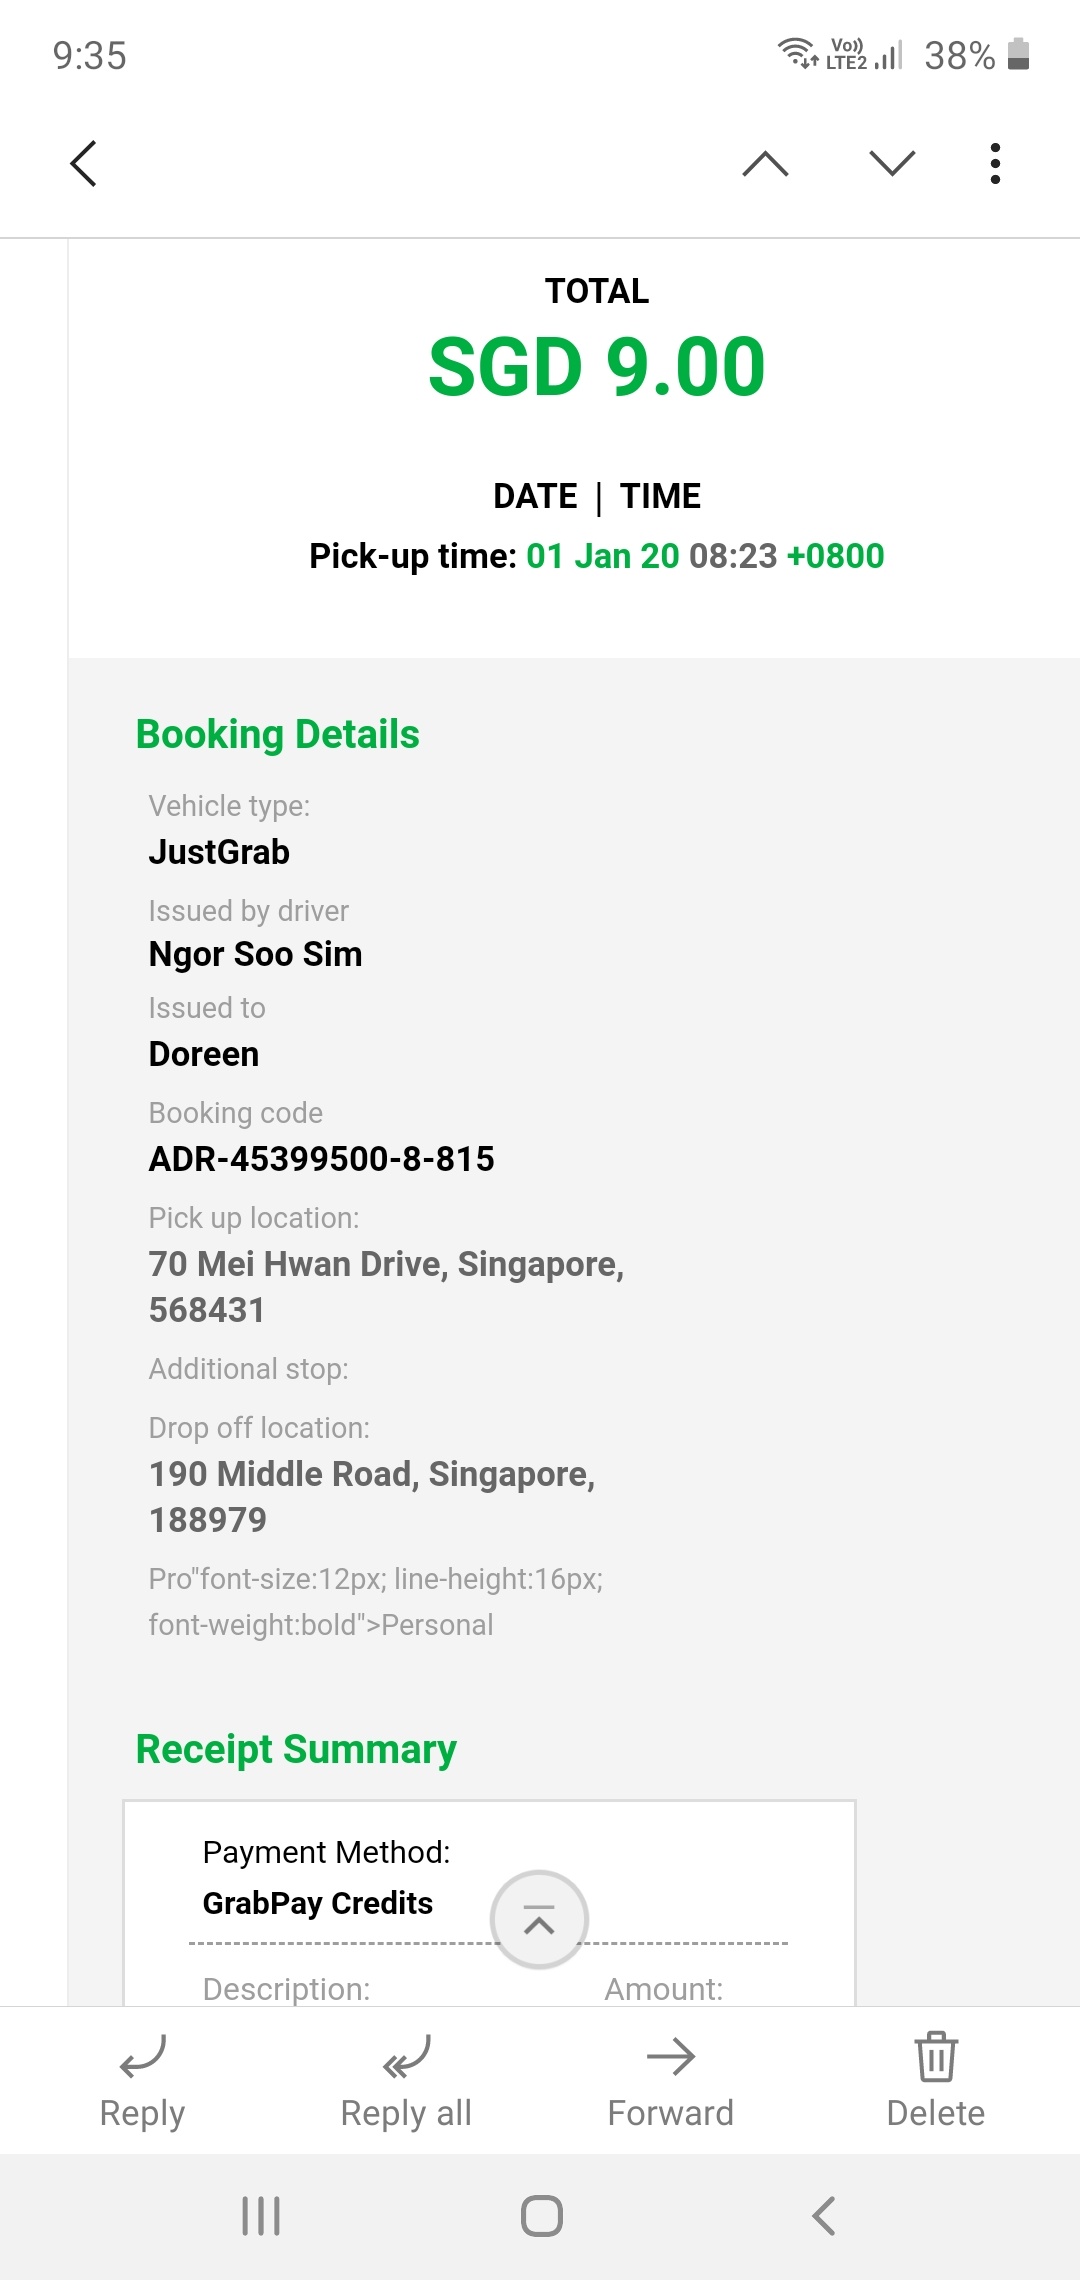 9:35
Vo)) LTE2 38%
TOTAL
SGD 9.00
DATE | TIME
Pick-up time: 01 Jan 20 08:23 +0800
Booking Details
Vehicle type:
JustGrab
Issued by driver
Ngor Soo Sim
Issued to
Doreen
Booking code
ADR-45399500-8-815
Pick up location:
70 Mei Hwan Drive, Singapore,
568431
Additional stop:
Drop off location:
190 Middle Road, Singapore,
188979
Pro"font-size:12px; line-height:16px;
font-weight:bold">Personal
Receipt Summary
Payment Method:
GrabPay Credits
Description: Amount:
Reply Reply all Forward Delete